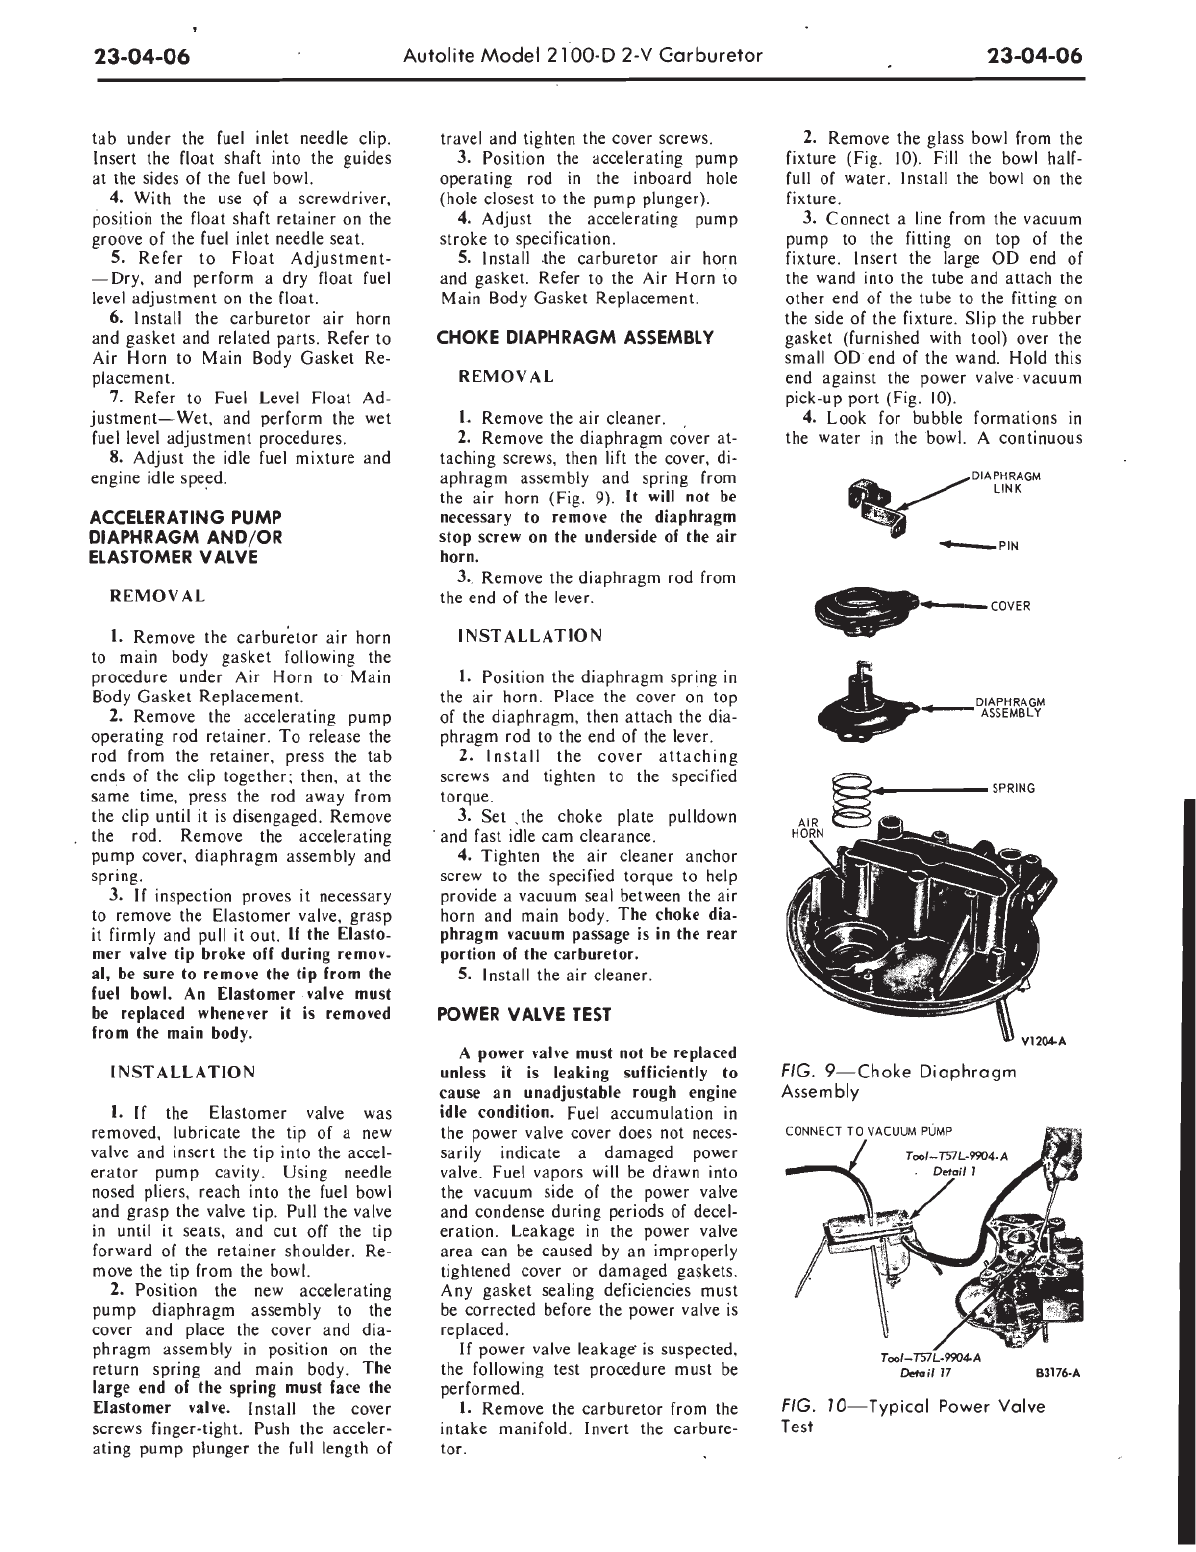 23-04-06
Autolite Model 2100-D 2-V Carburetor
23-04-06
tab under the fuel inlet needle clip.
Insert the float shaft into the guides
at the sides of the fuel bowl.
4. With the use of a screwdriver,
position the float shaft retainer on the
groove of the fuel inlet needle seat.
5. Refer to Float Adjustment-
—Dry, and perform a dry float fuel
level adjustment on the float.
6. Install the carburetor air horn
and gasket and related parts. Refer to
Air Horn to Main Body Gasket Re-
placement.
7. Refer to Fuel Level Float Ad-
justment—Wet, and perform the wet
fuel level adjustment procedures.
8. Adjust the idle fuel mixture and
engine idle speed.
ACCELERATING PUMP
DIAPHRAGM AND/OR
ELASTOMER VALVE
REMOVAL
1. Remove the carburetor air horn
to main body gasket following the
procedure under Air Horn to Main
Body Gasket Replacement.
2. Remove the accelerating pump
operating rod retainer. To release the
rod from the retainer, press the tab
ends of the clip together; then, at the
same time, press the rod away from
the clip until it is disengaged. Remove
the rod. Remove the accelerating
pump cover, diaphragm assembly and
spring.
3. If inspection proves it necessary
to remove the Elastomer valve, grasp
it firmly and pull it out. If the Elasto-
mer valve tip broke off during remov-
al, be sure to remove the tip from the
fuel bowl. An Elastomer valve must
be replaced whenever it is removed
from the main body.
INSTALLATION
1. If the Elastomer valve was
removed, lubricate the tip of a new
valve and insert the tip into the accel-
erator pump cavity. Using needle
nosed pliers, reach into the fuel bowl
and grasp the valve tip. Pull the valve
in until it seats, and cut off the tip
forward of the retainer shoulder. Re-
move the tip from the bowl.
2. Position the new accelerating
pump diaphragm assembly to the
cover and place the cover and dia-
phragm assembly in position on the
return spring and main body. The
large end of the spring must face the
Elastomer valve. Install the cover
screws finger-tight. Push the acceler-
ating pump plunger the full length of
travel and tighten the cover screws.
3. Position the accelerating pump
operating rod in the inboard hole
(hole closest to the pump plunger).
4. Adjust the accelerating pump
stroke to specification.
5. Install the carburetor air horn
and gasket. Refer to the Air Horn to
Main Body Gasket Replacement.
CHOKE DIAPHRAGM ASSEMBLY
REMOVAL
1. Remove the air cleaner.
2. Remove the diaphragm cover at-
taching screws, then lift the cover, di-
aphragm assembly and spring from
the air horn (Fig. 9). It will not be
necessary to remove the diaphragm
stop screw on the underside of the air
horn.
3. Remove the diaphragm rod from
the end of the lever.
INSTALLATION
1. Position the diaphragm spring in
the air horn. Place the cover on top
of the diaphragm, then attach the dia-
phragm rod to the end of the lever.
2. Install the cover attaching
screws and tighten to the specified
torque.
3. Set the choke plate pulldown
and fast idle cam clearance.
4. Tighten the air cleaner anchor
screw to the specified torque to help
provide a vacuum seal between the air
horn and main body. The choke dia-
phragm vacuum passage is in the rear
portion of the carburetor.
5. Install the air cleaner.
POWER VALVE TEST
A power valve must not be replaced
unless it is leaking sufficiently to
cause an unadjustable rough engine
idle condition. Fuel accumulation in
the power valve cover does not neces-
sarily indicate a damaged power
valve. Fuel vapors will be drawn into
the vacuum side of the power valve
and condense during periods of decel-
eration. Leakage in the power valve
area can be caused by an improperly
tightened cover or damaged gaskets.
Any gasket sealing deficiencies must
be corrected before the power valve is
replaced.
If power valve leakage is suspected,
the following test procedure must be
performed.
1. Remove the carburetor from the
intake manifold. Invert the carbure-
tor.
2. Remove the glass bowl from the
fixture (Fig. 10). Fill the bowl half-
full of water. Install the bowl on the
fixture.
3. Connect a line from the vacuum
pump to the fitting on top of the
fixture. Insert the large OD end of
the wand into the tube and attach the
other end of the tube to the fitting on
the side of the fixture. Slip the rubber
gasket (furnished with tool) over the
small OD end of the wand. Hold this
end against the power valve vacuum
pick-up port (Fig. 10).
4. Look for bubble formations in
the water in the bowl. A continuous
DIAPHRAGM
LINK
PIN
COVER
DIAPHRAGM
ASSEMBLY
SPRING
AIR
HORN
V1204-A
FIG. 9—Choke Diaphragm
Assembly
CONNECT TO VACUUM PUMP
Tool—T57L-9904-A
Detail 1
Tool—T57L-9904-A
Detail 17
B3176-A
FIG. 10—Typical Power Valve
Test